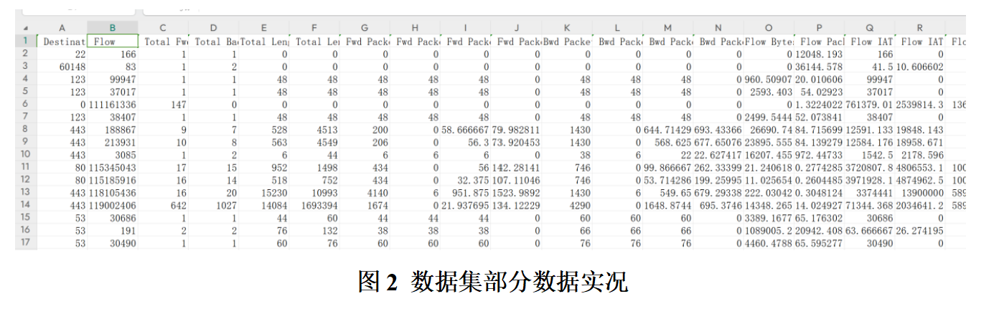 A B C D E F G H I J K L M N O P Q R
1 Destinat Flow Total Fw Total Ba Total Len Total Le Fwd Pack Fwd Pack Fwd Pack Fwd Pack Bwd Packe Bwd Pack Bwd Pack Bwd Pack Flow Byte Flow Pac Flow IAT Flow IAT Flo
2 22 166 1 1 0 0 0 0 0 0 0 0 0 0 0 12048.193 166 0
3 60148 83 1 2 0 0 0 0 0 0 0 0 0 0 0 36144.578 41.5 10.606602
4 123 99947 1 1 48 48 48 48 48 0 48 48 48 0 960.50907 20.010606 99947 0
5 123 37017 1 1 48 48 48 48 48 0 48 48 48 0 2593.403 54.02923 37017 0
6 0 111161336 147 0 0 0 0 0 0 0 0 0 0 0 0 1.3224022 761379.01 2539814.3 136
7 123 38407 1 1 48 48 48 48 48 0 48 48 48 0 2499.5444 52.073841 38407 0
8 443 188867 9 7 528 4513 200 0 58.666667 79.982811 1430 0 644.71429 693.43366 26690.74 84.715699 12591.133 19848.143
9 443 213931 10 8 563 4549 206 0 56.3 73.920453 1430 0 568.625 677.65076 23895.555 84.139279 12584.176 18958.671
10 443 3085 1 2 6 44 6 6 6 0 38 6 22 22.627417 16207.455 972.44733 1542.5 2178.596
11 80 115345043 17 15 952 1498 434 0 56 142.28141 746 0 99.866667 262.33399 21.240618 0.2774285 3720807.8 4806553.1 100
12 80 115185916 16 14 518 752 434 0 32.375 107.11046 746 0 53.714286 199.25995 11.025654 0.2604485 3971928.1 4874962.5 100
13 443 118105436 16 20 15230 10993 4140 6 951.875 1523.9892 1430 6 549.65 679.29338 222.03042 0.3048124 3374441 13900000 589
14 443 119002406 642 1027 14084 1693394 1674 0 21.937695 134.12229 4290 0 1648.8744 695.3746 14348.265 14.024927 71344.368 2034641.2 589
15 53 30686 1 1 44 60 44 44 44 0 60 60 60 0 3389.1677 65.176302 30686 0
16 53 191 2 2 76 132 38 38 38 0 66 66 66 0 1089005.2 20942.408 63.666667 26.274195
17 53 30490 1 1 60 76 60 60 60 0 76 76 76 0 4460.4788 65.595277 30490 0
图 2 数据集部分数据实况